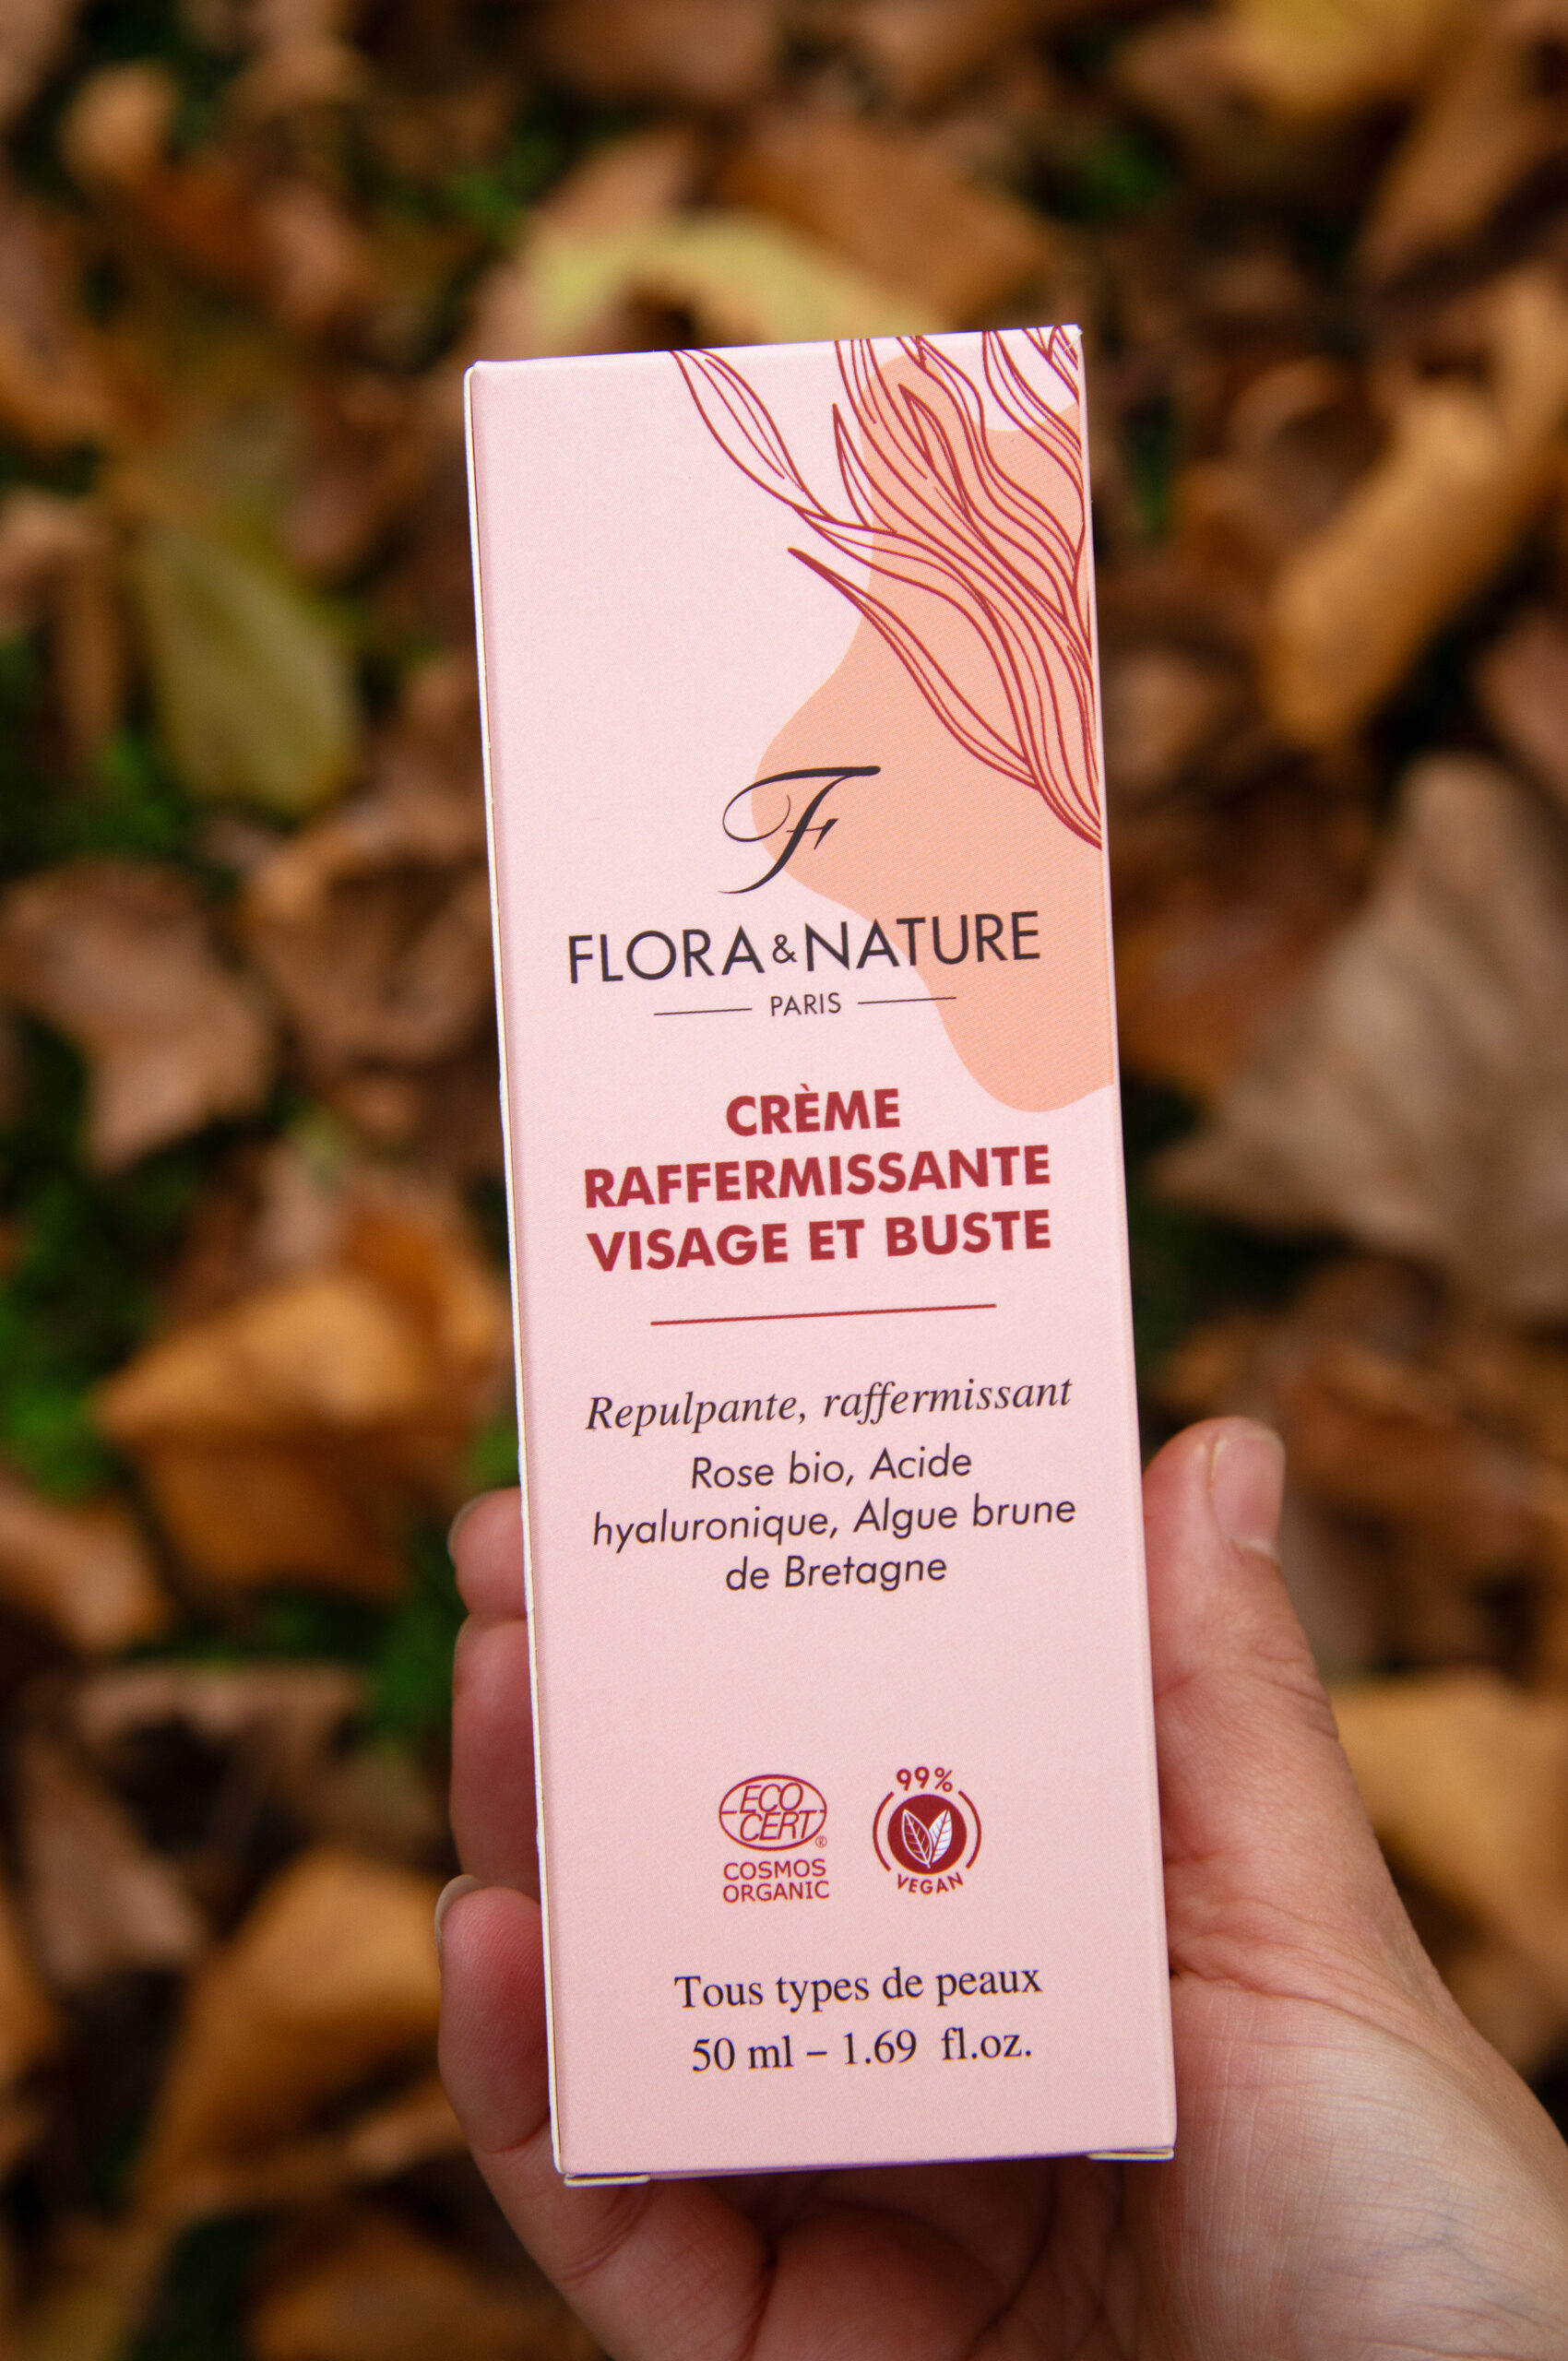 F
FLORA & NATURE
PARIS
CRÈME
RAFFERMISSANTE
VISAGE ET BUSTE
Repulpante, raffermissant
Rose bio, Acide
hyaluronique, Algue brune
de Bretagne
ECO
CERT®
COSMOS
ORGANIC
99%
VEGAN
Tous types de peaux
50 ml – 1.69 fl.oz.